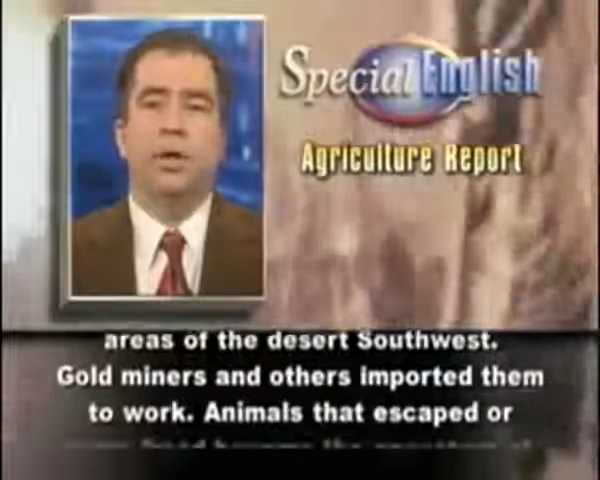 Special English
Agriculture Report
areas of the desert Southwest.
Gold miners and others imported them
to work. Animals that escaped or